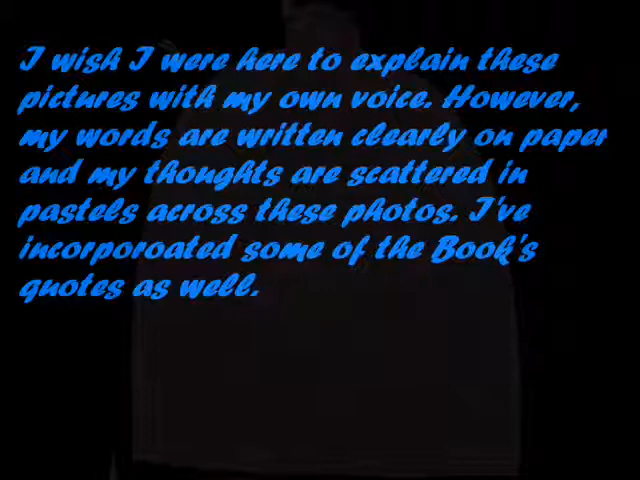 I wish I were here to explain these
pictures with my own voice. However,
my words are written clearly on paper
and my thoughts are scattered in
pastels across these photos. I've
incorporoated some of the Book's
quotes as well.